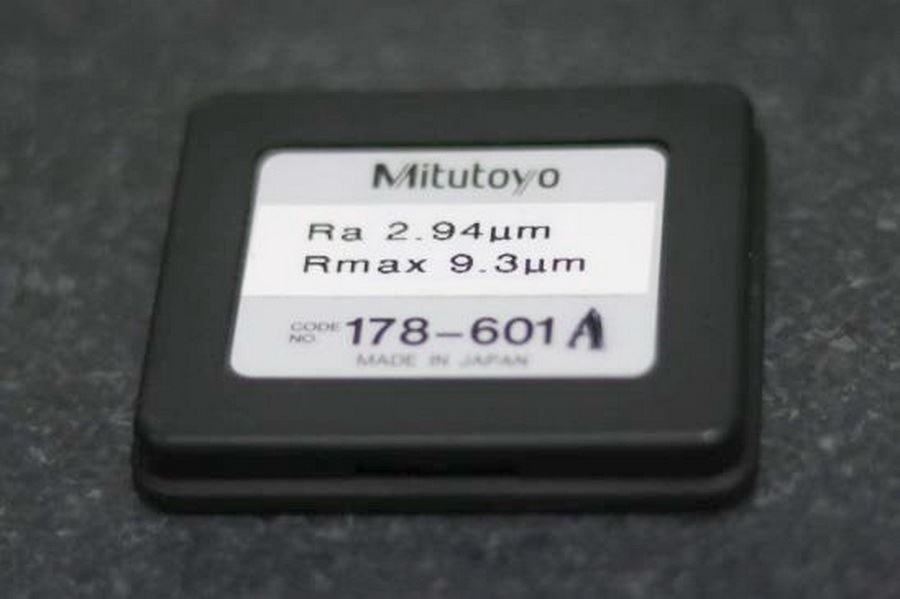 Mitutoyo
Ra 2.94µm
Rmax 9.3µm
CODE NO. 178-601 A
MADE IN JAPAN